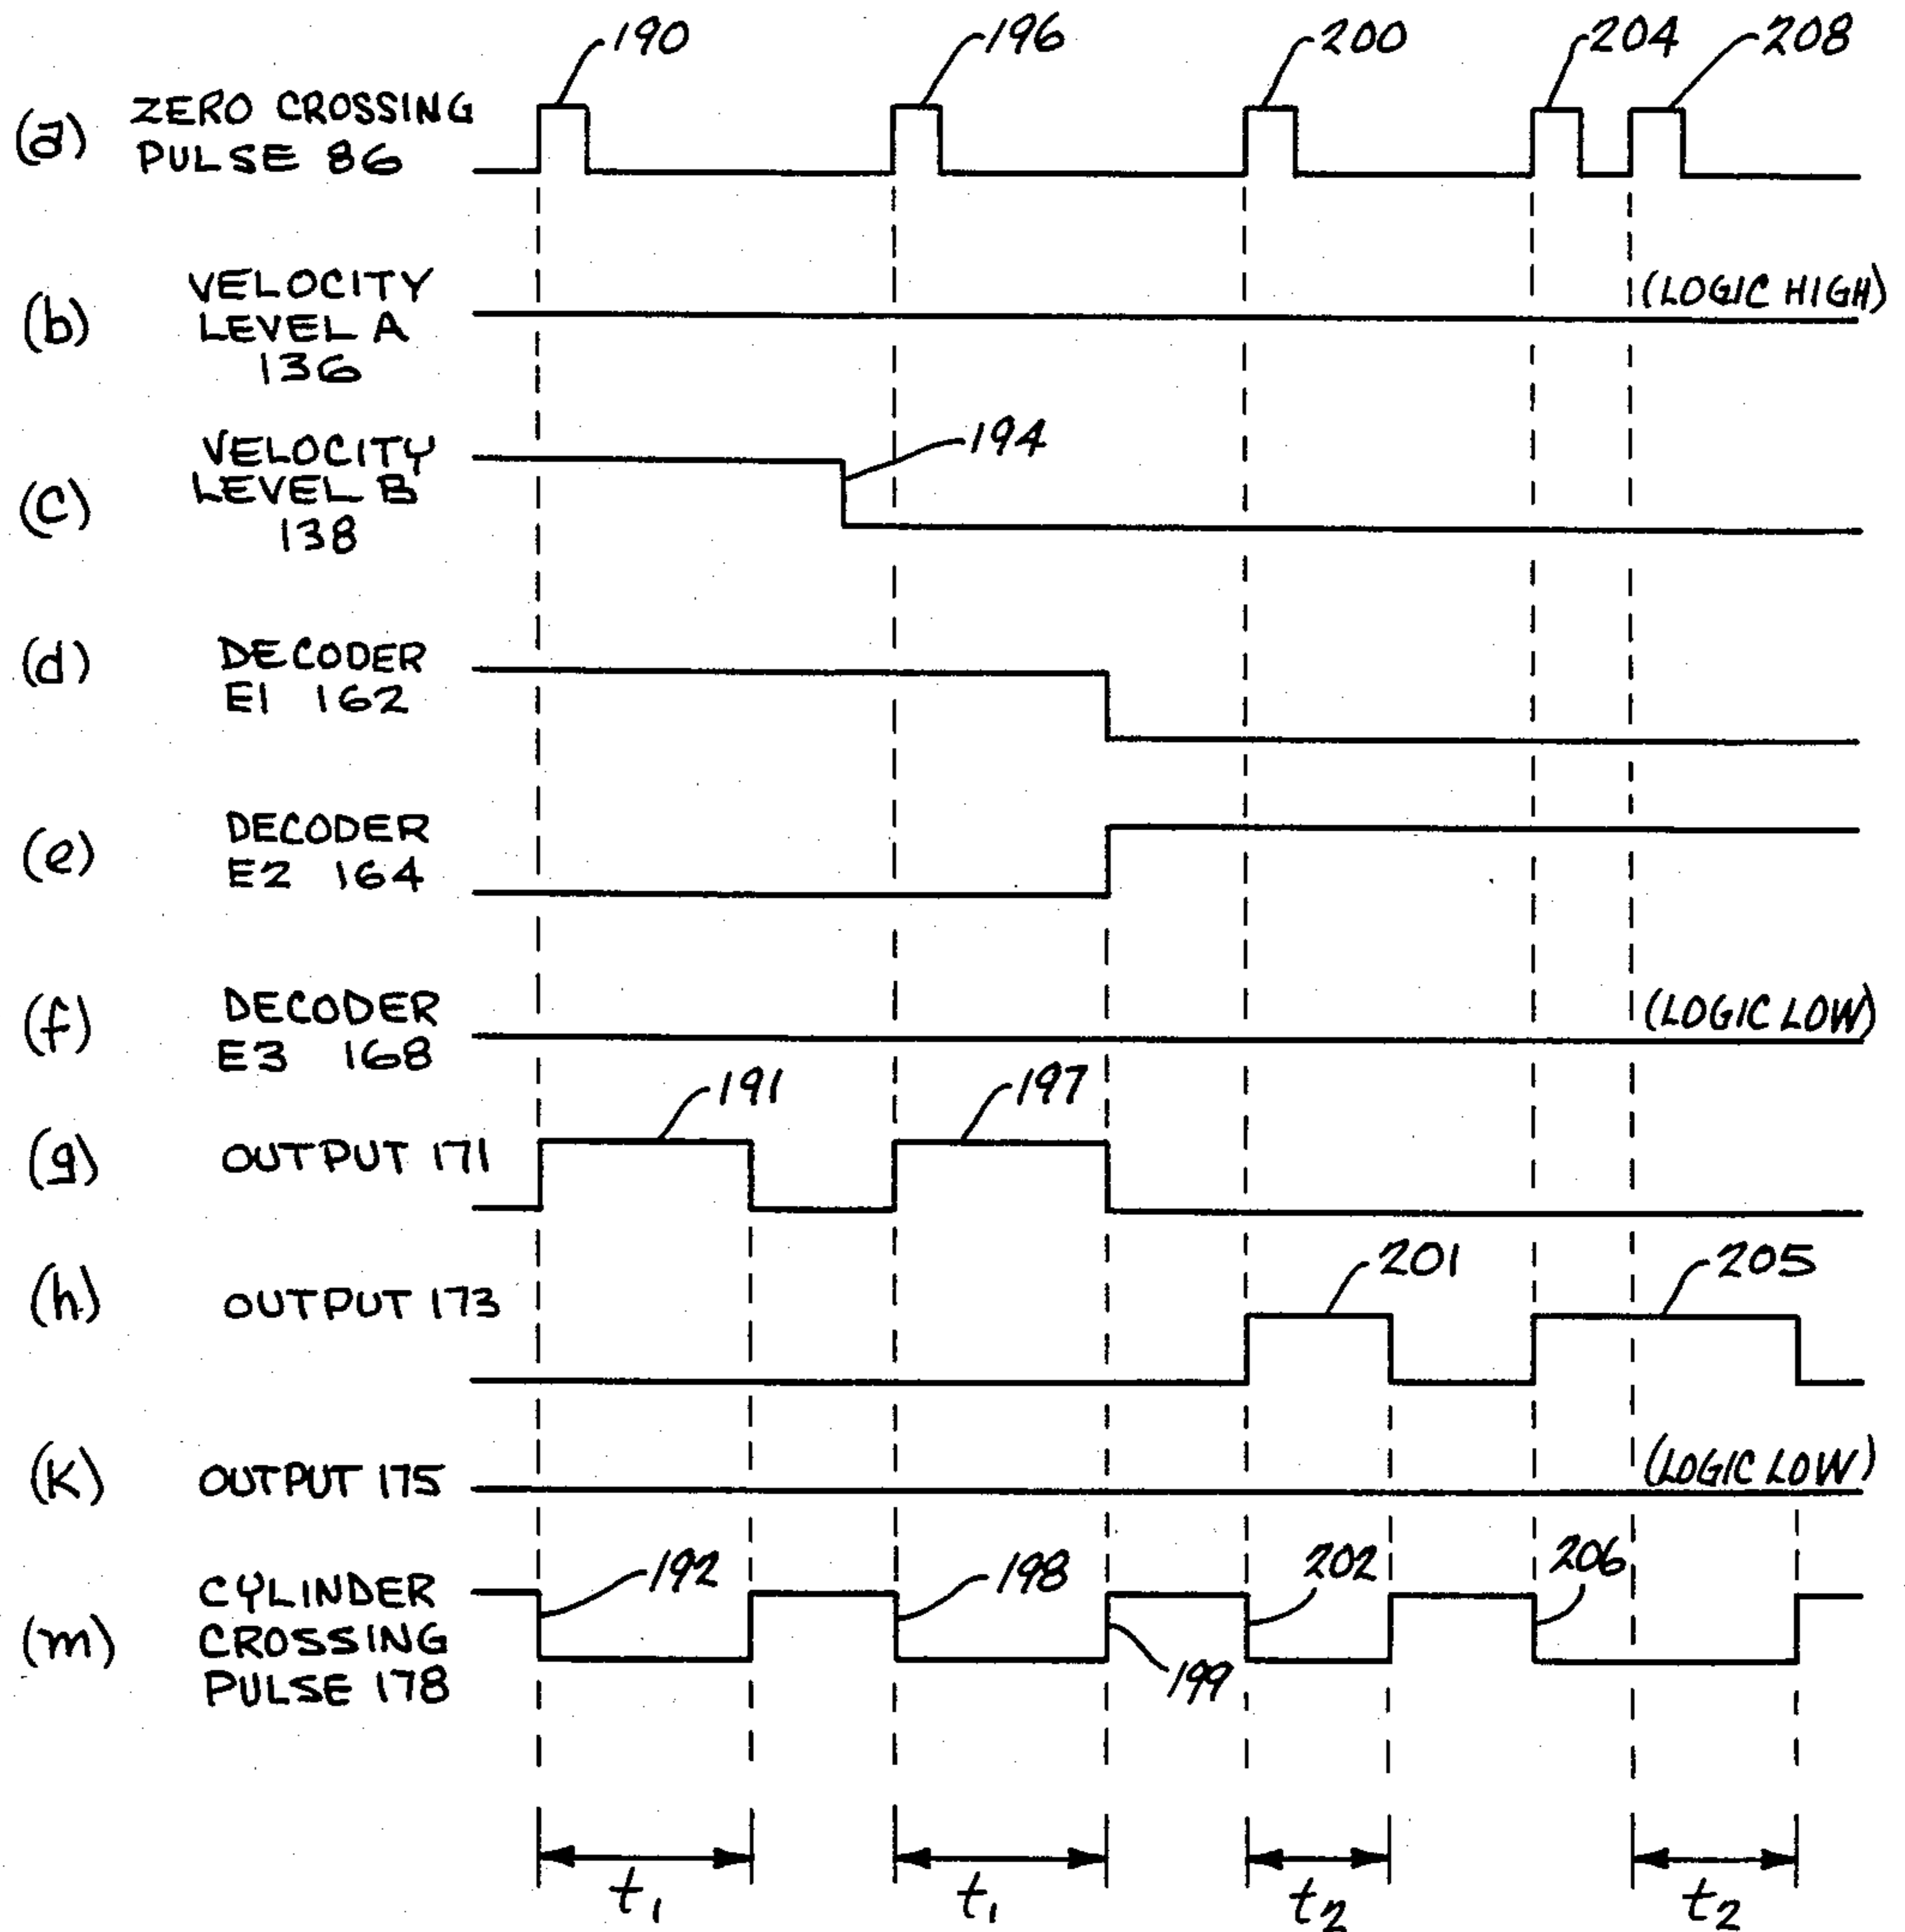 190 196 200 204 208
(a) ZERO CROSSING
PULSE 86
(b) VELOCITY
LEVEL A
136
(LOGIC HIGH)
(c) VELOCITY
LEVEL B
138
194
(d) DECODER
E1 162
(e) DECODER
E2 164
(f) DECODER
E3 168
(LOGIC LOW)
191 197
(g) OUTPUT 171
201 205
(h) OUTPUT 173
(k) OUTPUT 175
(LOGIC LOW)
(m) CYLINDER
CROSSING
PULSE 178
192 198 199 202 206
t1 t1 t2 t2